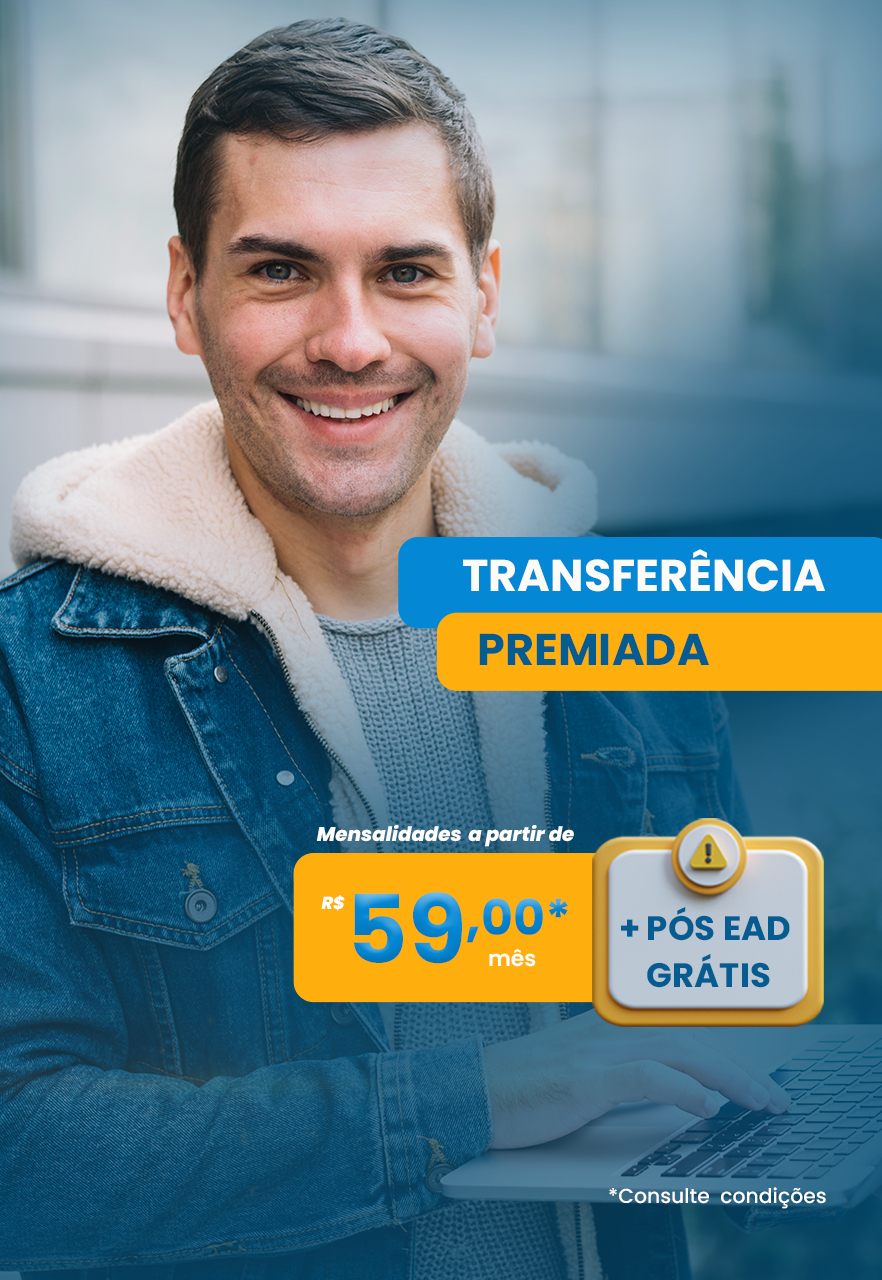 TRANSFERÊNCIA
PREMIADA
Mensalidades a partir de
R$ 59,00*
mês
+ PÓS EAD
GRÁTIS
*Consulte condições